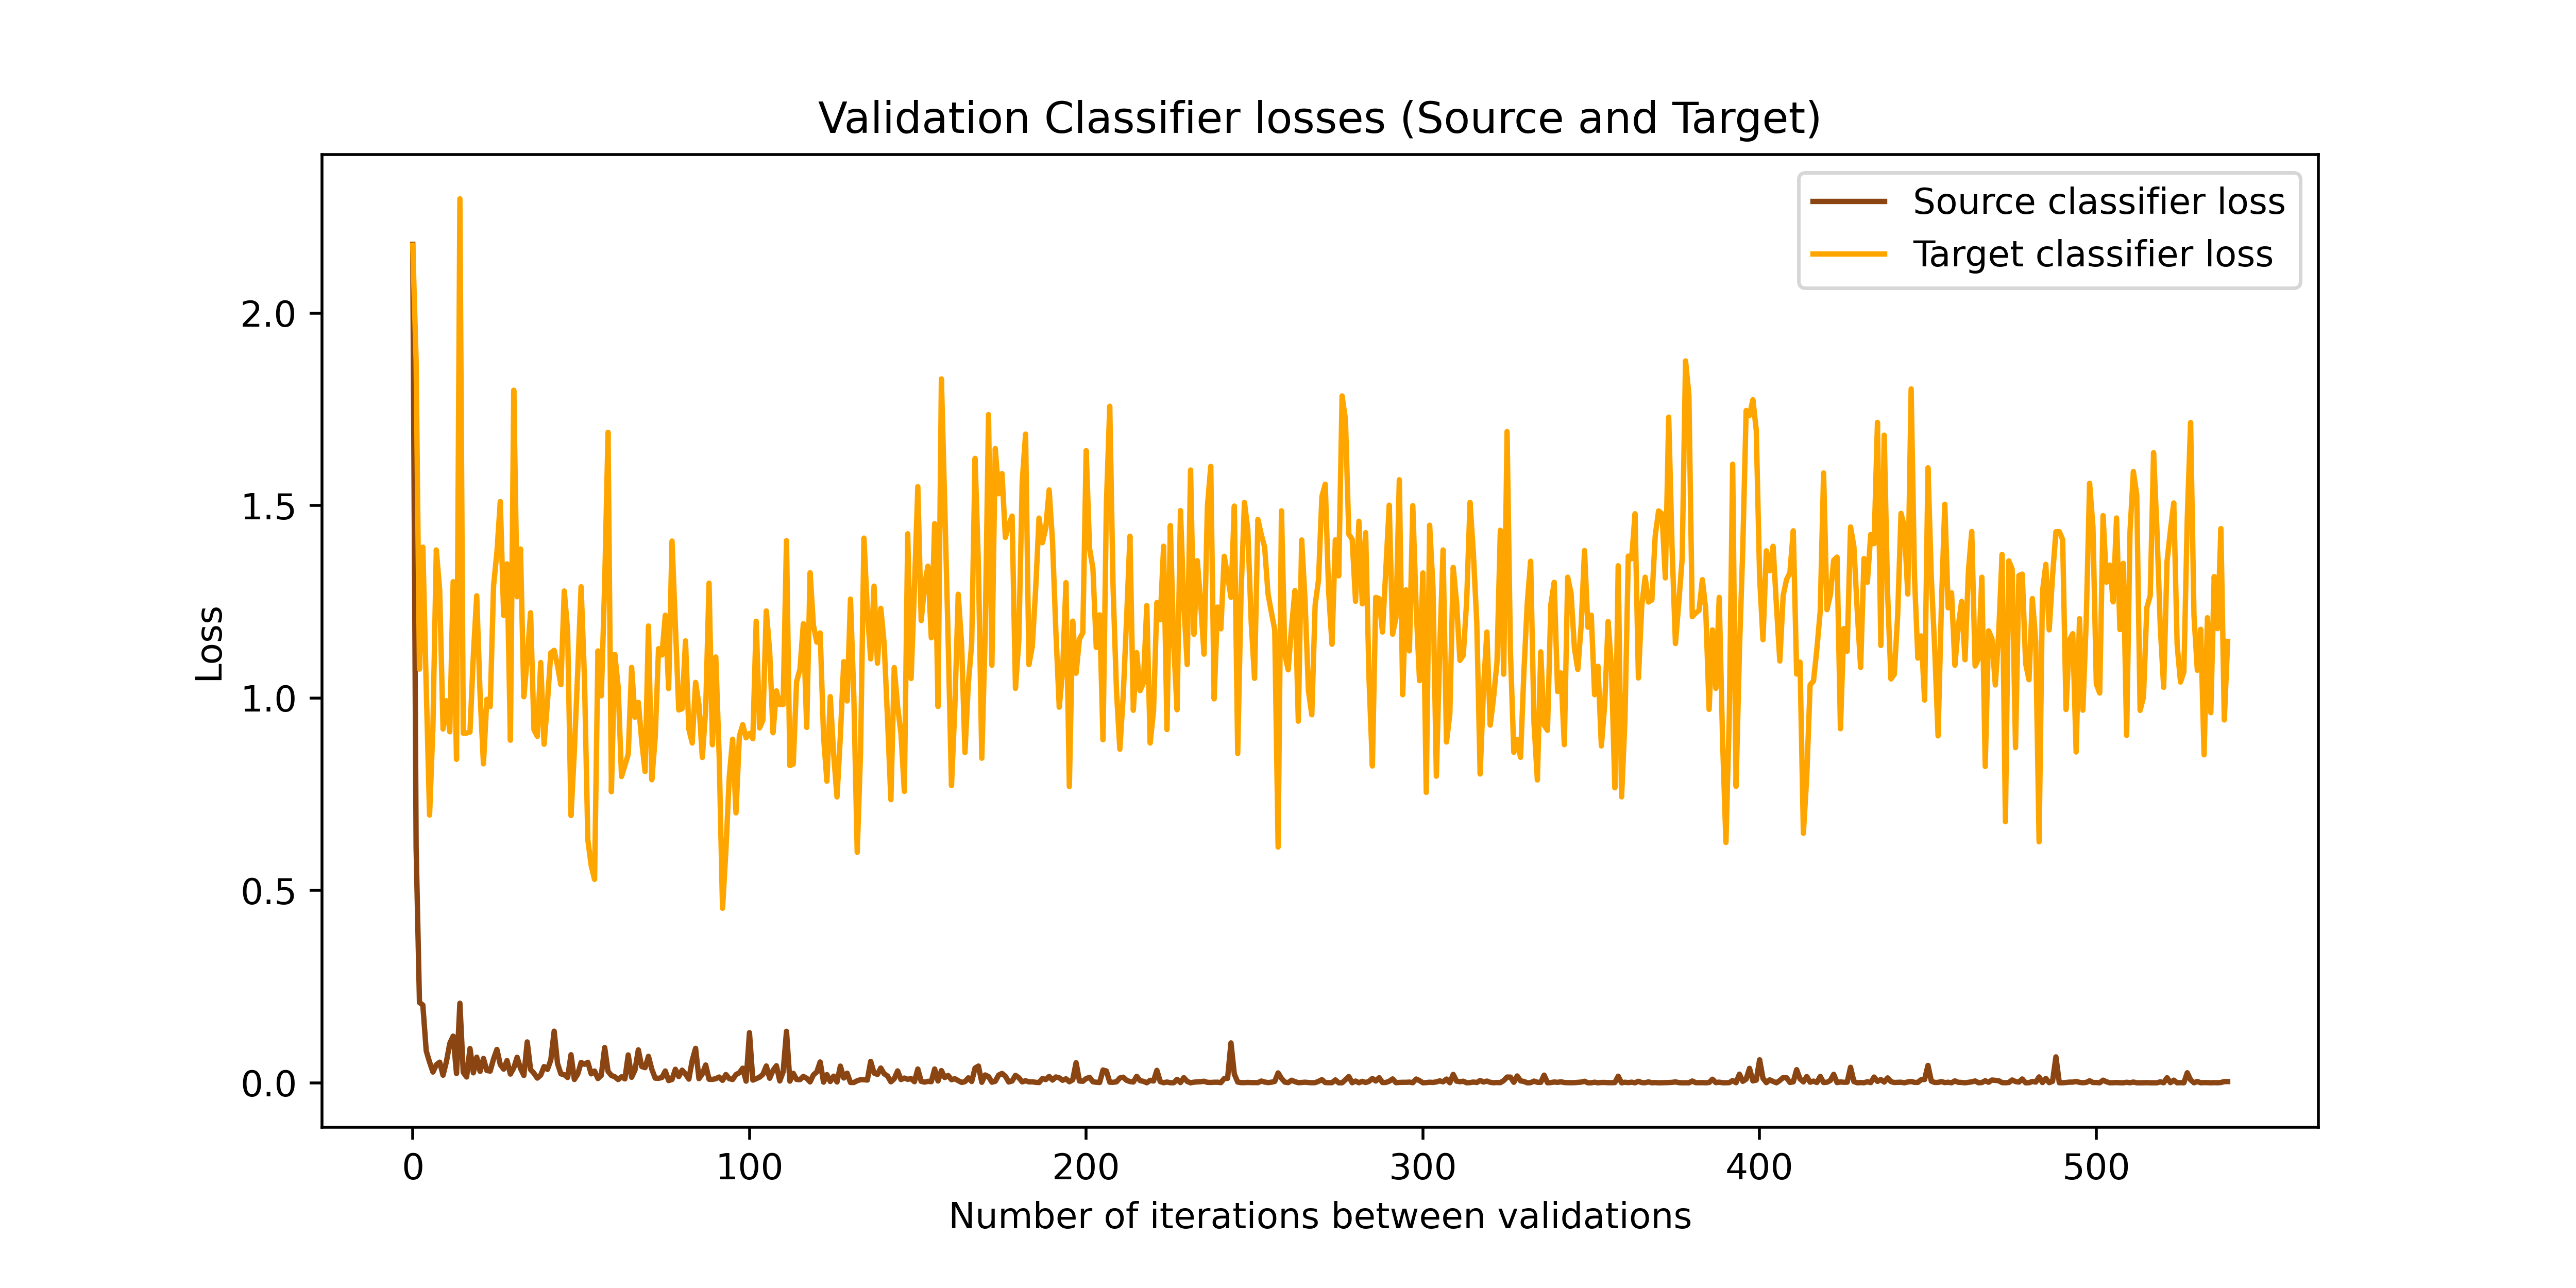 Validation Classifier losses (Source and Target)
Source classifier loss
Target classifier loss
Loss
2.0
1.5
1.0
0.5
0.0
0 100 200 300 400 500
Number of iterations between validations